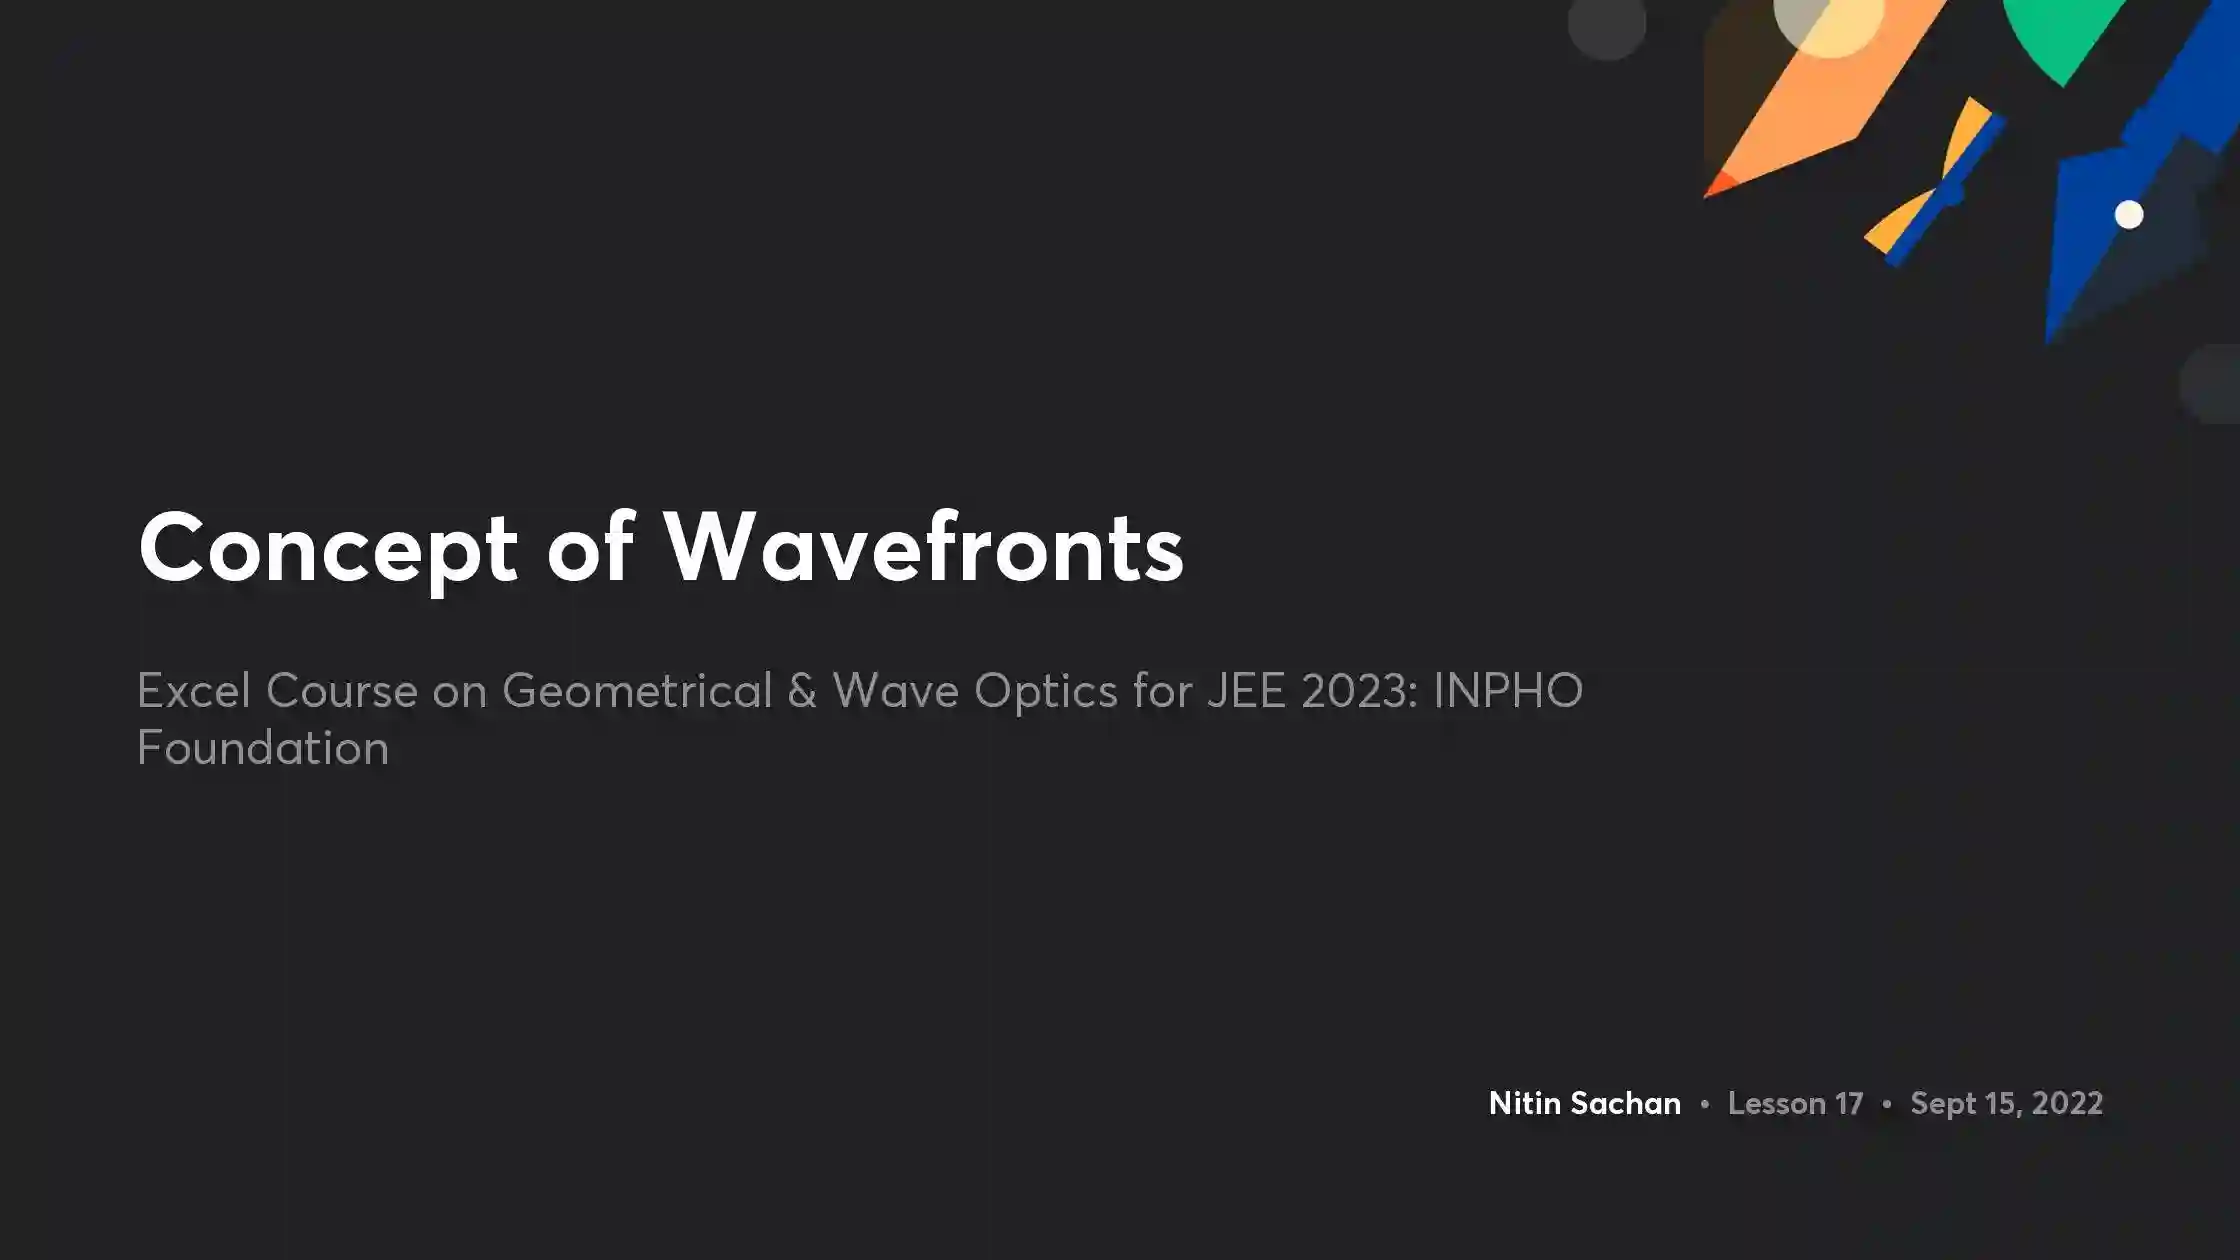 Concept of Wavefronts
Excel Course on Geometrical & Wave Optics for JEE 2023: INPHO
Foundation
Nitin Sachan • Lesson 17 • Sept 15, 2022